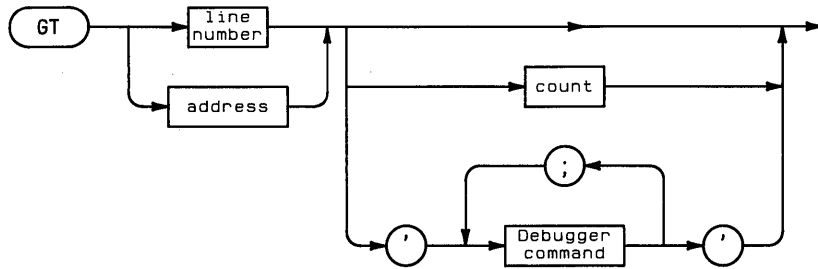 GT
line
number
address
count
;
'
Debugger
command
'